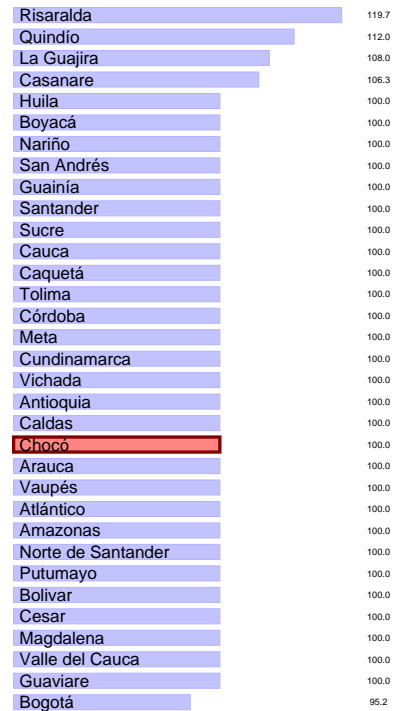 Risaralda 119.7
Quindío 112.0
La Guajira 108.0
Casanare 106.3
Huila 100.0
Boyacá 100.0
Nariño 100.0
San Andrés 100.0
Guainía 100.0
Santander 100.0
Sucre 100.0
Cauca 100.0
Caquetá 100.0
Tolima 100.0
Córdoba 100.0
Meta 100.0
Cundinamarca 100.0
Vichada 100.0
Antioquia 100.0
Caldas 100.0
Chocó 100.0
Arauca 100.0
Vaupés 100.0
Atlántico 100.0
Amazonas 100.0
Norte de Santander 100.0
Putumayo 100.0
Bolivar 100.0
Cesar 100.0
Magdalena 100.0
Valle del Cauca 100.0
Guaviare 100.0
Bogotá 95.2